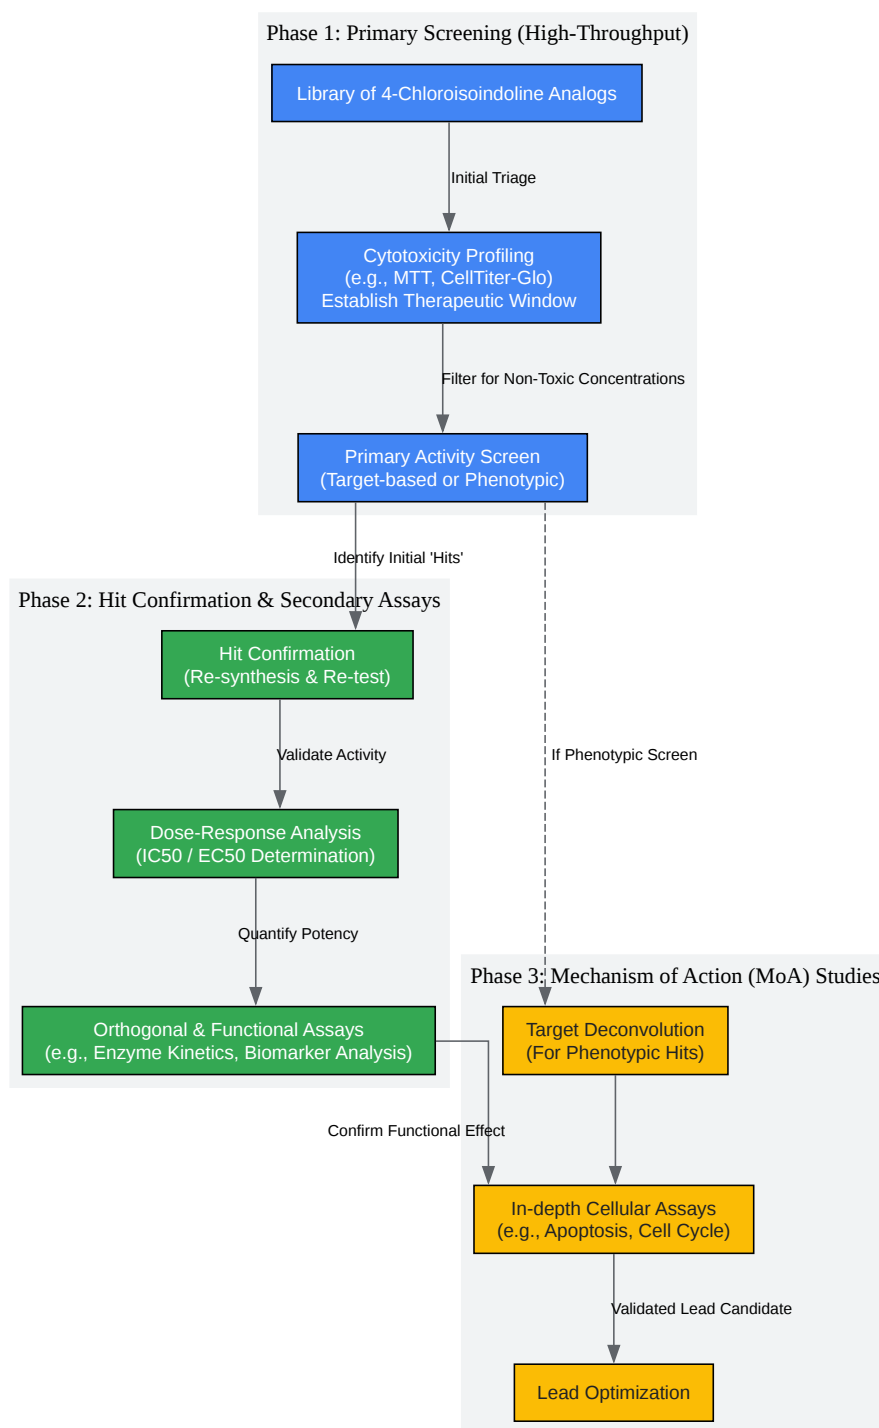 Phase 1: Primary Screening (High-Throughput)
Library of 4-Chloroisoindoline Analogs
Initial Triage
Cytotoxicity Profiling
(e.g., MTT, CellTiter-Glo)
Establish Therapeutic Window
Filter for Non-Toxic Concentrations
Primary Activity Screen
(Target-based or Phenotypic)
Identify Initial 'Hits'
Phase 2: Hit Confirmation & Secondary Assays
Hit Confirmation
(Re-synthesis & Re-test)
Validate Activity
If Phenotypic Screen
Dose-Response Analysis
(IC50 / EC50 Determination)
Quantify Potency
Phase 3: Mechanism of Action (MoA) Studies
Orthogonal & Functional Assays
(e.g., Enzyme Kinetics, Biomarker Analysis)
Target Deconvolution
(For Phenotypic Hits)
Confirm Functional Effect
In-depth Cellular Assays
(e.g., Apoptosis, Cell Cycle)
Validated Lead Candidate
Lead Optimization